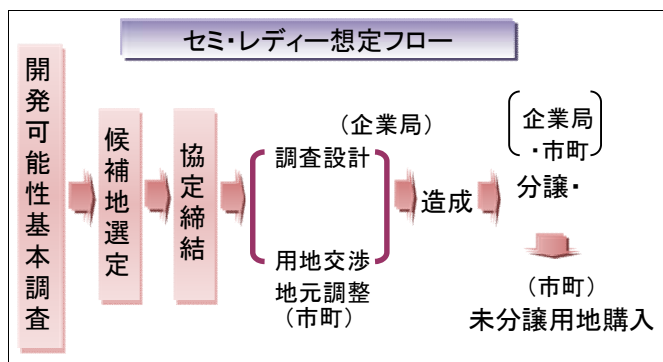 セミ・レディー想定フロー
開発可能性基本調査
候補地選定
協定締結
（企業局）
調査設計
用地交渉
地元調整
（市町）
造成
企業局
・市町
分譲・
（市町）
未分譲用地購入